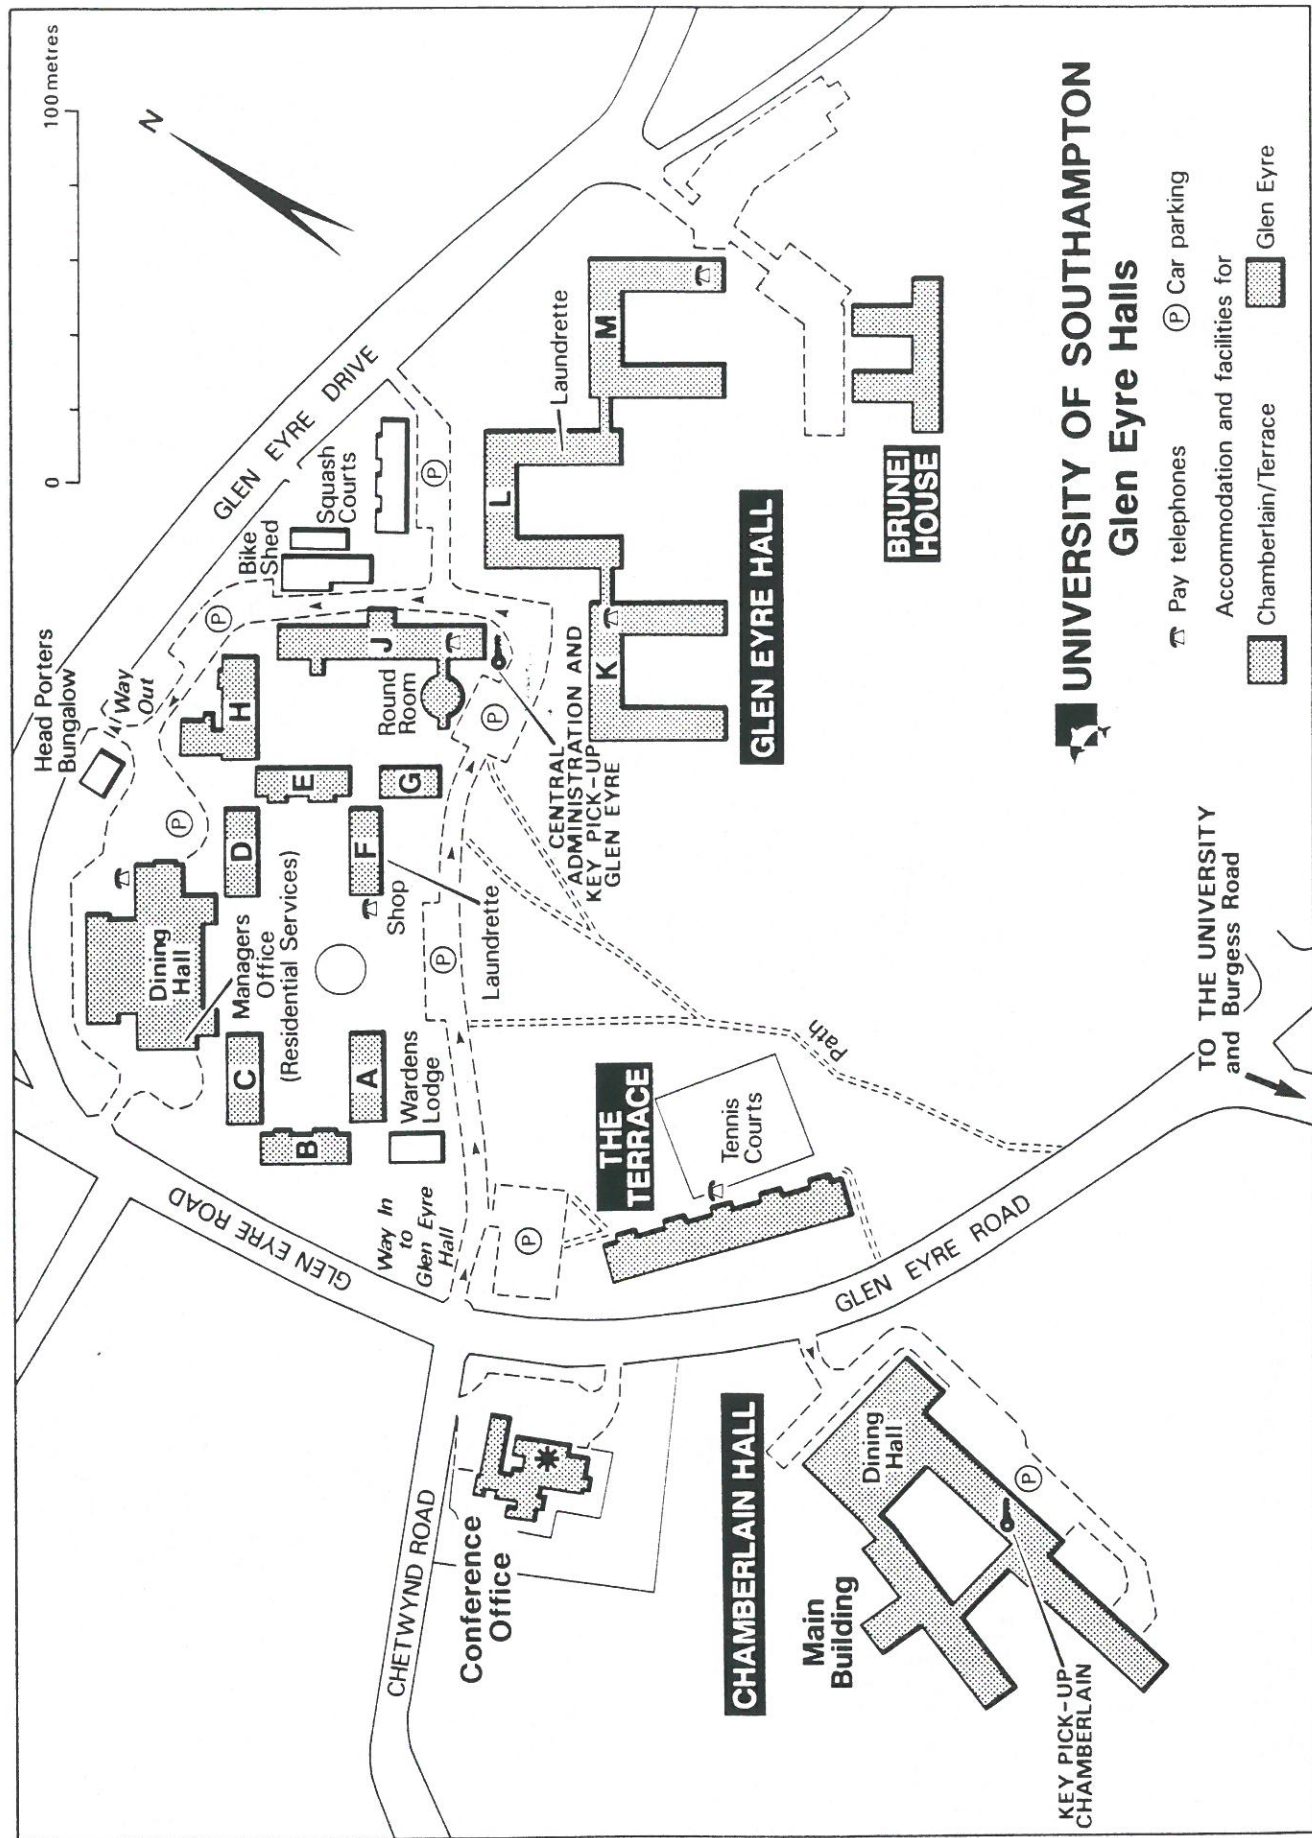 CHETWYND ROAD
GLEN EYRE ROAD
Conference
Office
CHAMBERLAIN HALL
Main
Building
Dining
Hall
P
KEY PICK-UP
CHAMBERLAIN
Way In
to
Glen Eyre
Hall
P
THE
TERRACE
Tennis
Courts
GLEN EYRE ROAD
Path
TO THE UNIVERSITY
and Burgess Road
Dining
Hall
Managers
Office
(Residential Services)
C
B
A
Wardens
Lodge
D
F
Shop
Laundrette
P
E
G
H
P
Head Porters
Bungalow
Way
Out
P
J
Round
Room
P
CENTRAL
ADMINISTRATION AND
KEY PICK-UP
GLEN EYRE
Bike
Shed
Squash
Courts
P
GLEN EYRE DRIVE
K
L
M
Laundrette
GLEN EYRE HALL
BRUNEI
HOUSE
0 100 metres
N
UNIVERSITY OF SOUTHAMPTON
Glen Eyre Halls
Pay telephones
P Car parking
Accommodation and facilities for
Chamberlain/Terrace
Glen Eyre